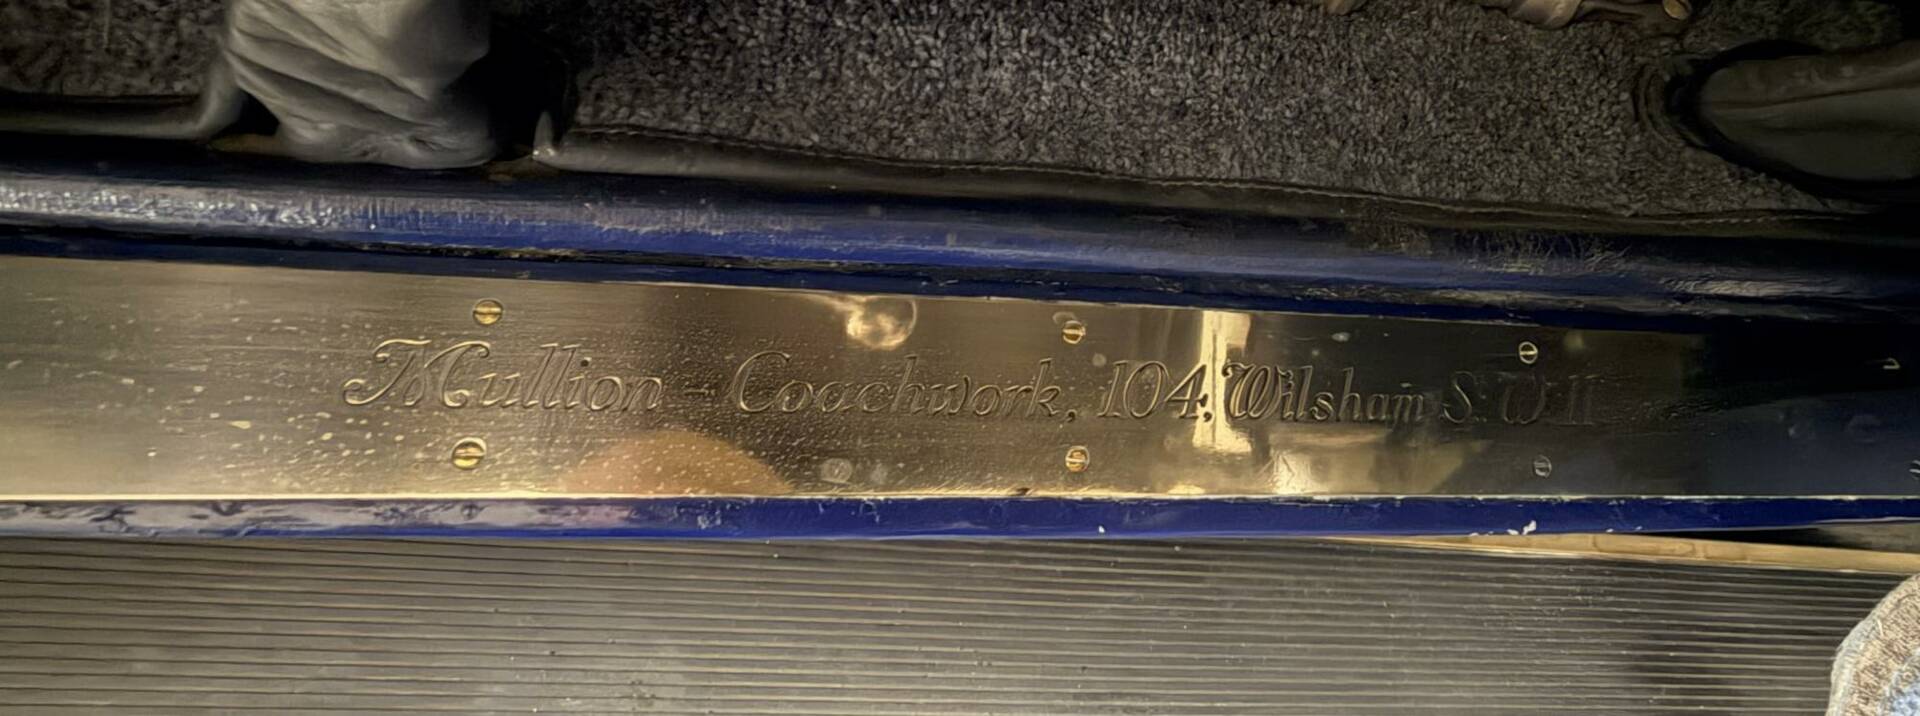 Mullion - Coachwork, 104, Wilsham S.W.11